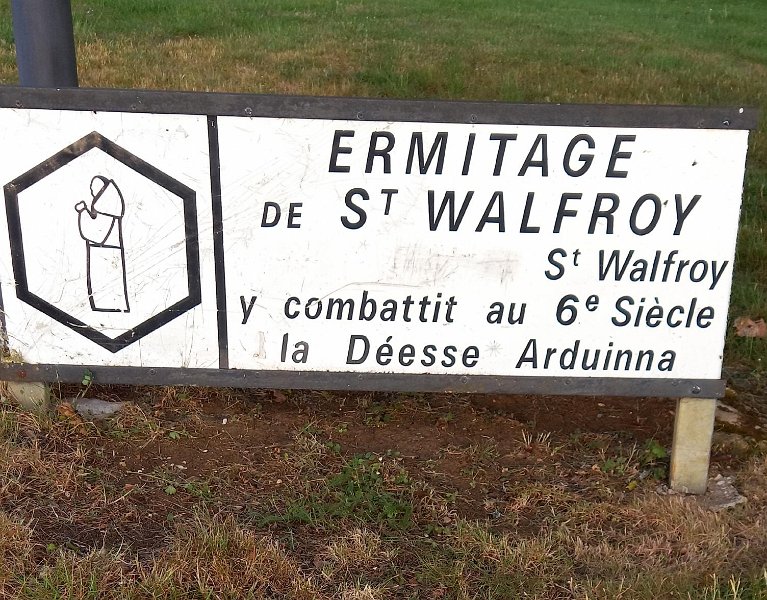 ERMITAGE
DE ST WALFROY
St Walfroy
y combattit au 6e Siècle
la Déesse Arduinna